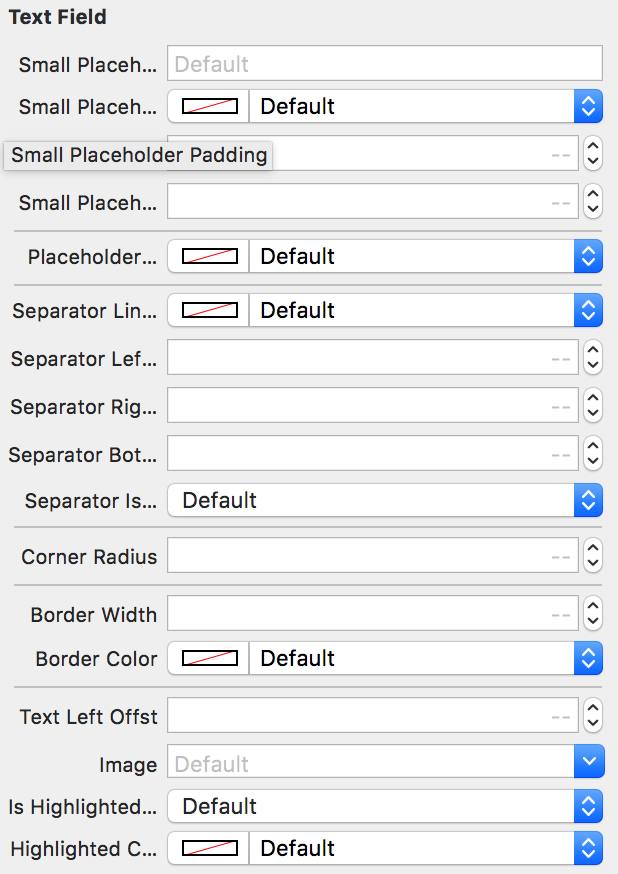 Text Field
Small Placeh... Default
Small Placeh... Default
Small Placeholder Padding --
Small Placeh... --
Placeholder... Default
Separator Lin... Default
Separator Lef... --
Separator Rig... --
Separator Bot... --
Separator Is... Default
Corner Radius --
Border Width --
Border Color Default
Text Left Offst --
Image Default
Is Highlighted... Default
Highlighted C... Default